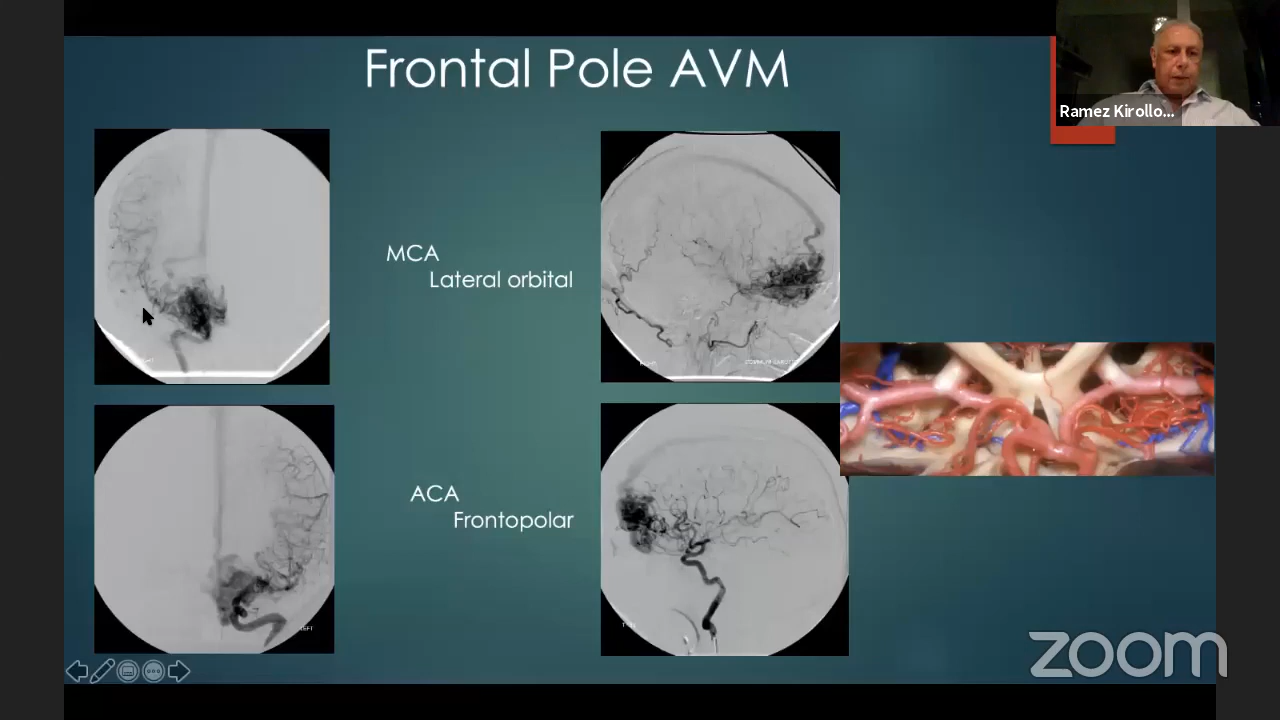 Frontal Pole AVM
Ramez Kirollo...
MCA
Lateral orbital
ACA
Frontopolar
zoom